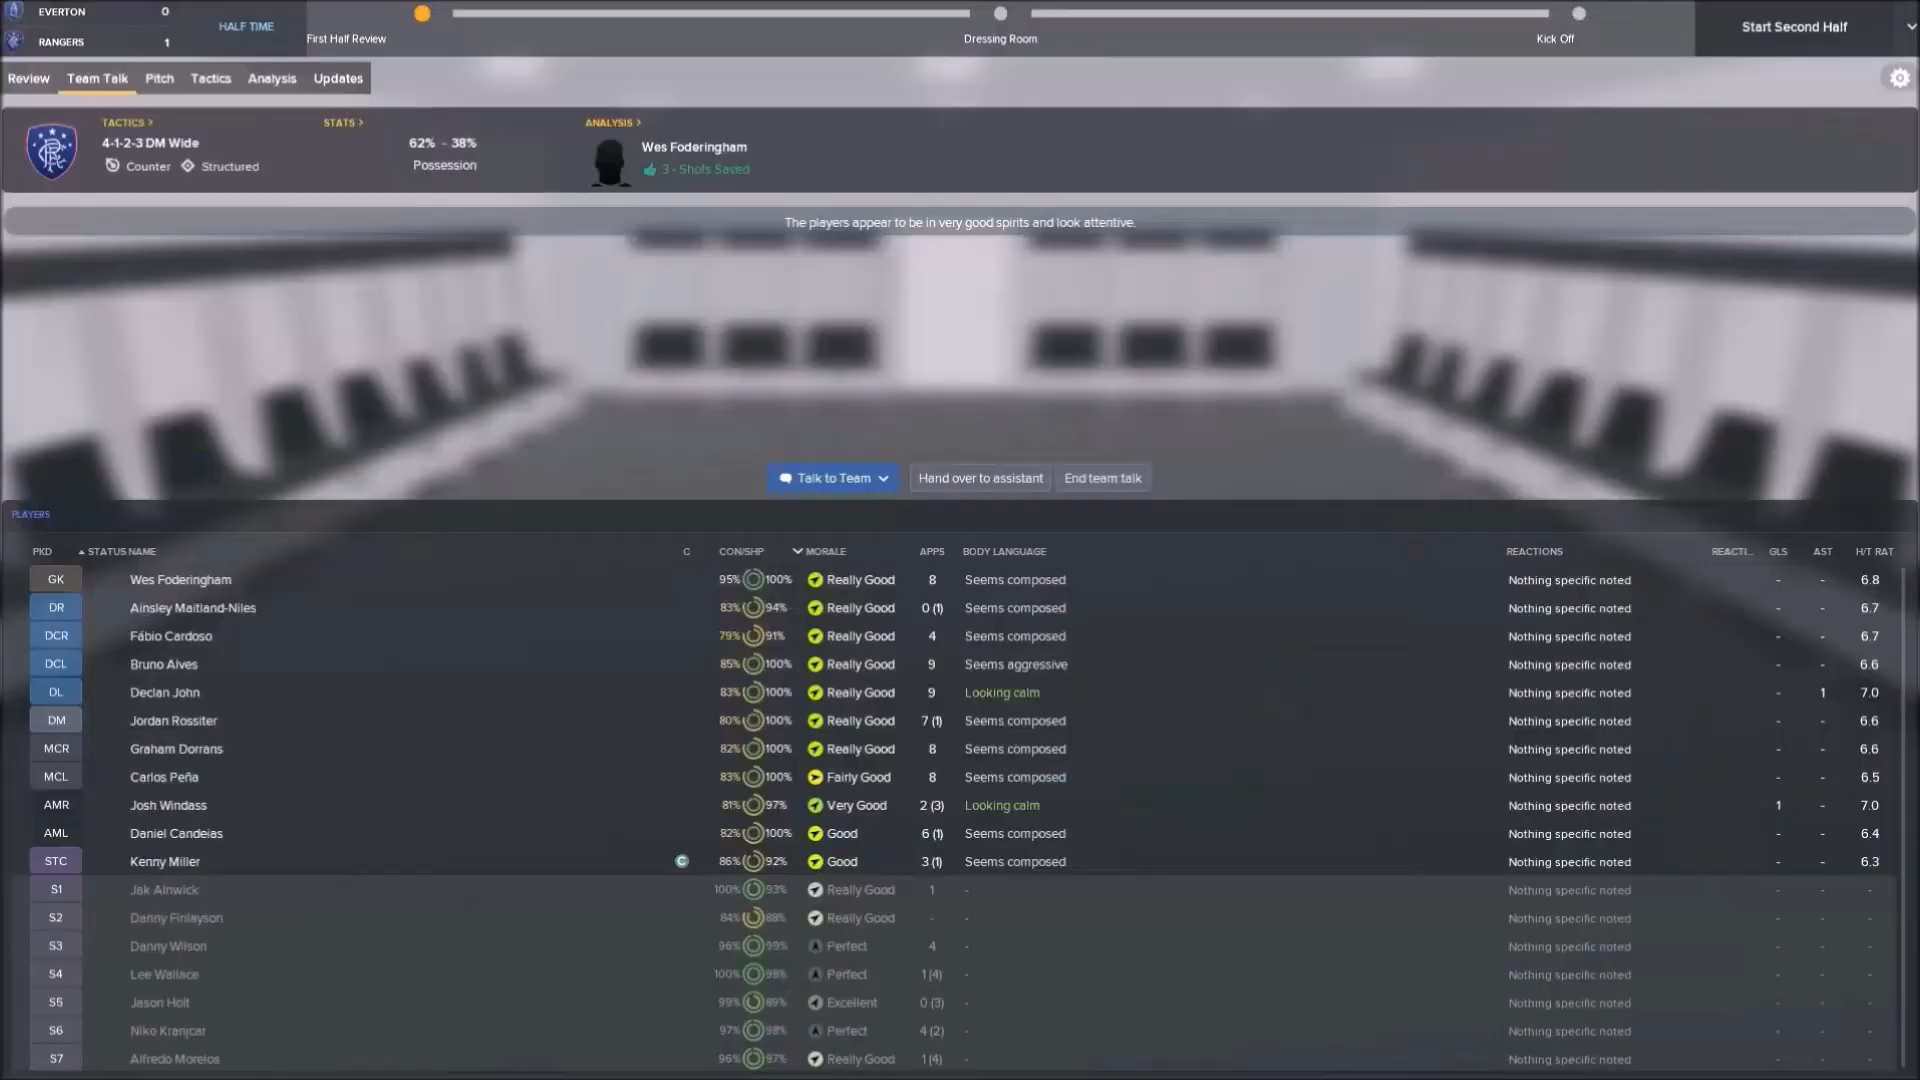 EVERTON 0
RANGERS 1
HALF TIME
First Half Review
Dressing Room
Kick Off
Start Second Half
Review Team Talk Pitch Tactics Analysis Updates
TACTICS >
4-1-2-3 DM Wide
Counter Structured
STATS >
62% - 38%
Possession
ANALYSIS >
Wes Foderingham
3 - Shots Saved
The players appear to be in very good spirits and look attentive.
Talk to Team Hand over to assistant End team talk
PLAYERS
PKD STATUS NAME C CON/SHP MORALE APPS BODY LANGUAGE REACTIONS REACTI... GLS AST H/T RAT
GK Wes Foderingham 95% 100% Really Good 8 Seems composed Nothing specific noted - - 6.8
DR Ainsley Maitland-Niles 83% 94% Really Good 0 (1) Seems composed Nothing specific noted - - 6.7
DCR Fábio Cardoso 79% 91% Really Good 4 Seems composed Nothing specific noted - - 6.7
DCL Bruno Alves 85% 100% Really Good 9 Seems aggressive Nothing specific noted - - 6.6
DL Declan John 83% 100% Really Good 9 Looking calm Nothing specific noted - 1 7.0
DM Jordan Rossiter 80% 100% Really Good 7 (1) Seems composed Nothing specific noted - - 6.6
MCR Graham Dorrans 82% 100% Really Good 8 Seems composed Nothing specific noted - - 6.6
MCL Carlos Peña 83% 100% Fairly Good 8 Seems composed Nothing specific noted - - 6.5
AMR Josh Windass 81% 97% Very Good 2 (3) Looking calm Nothing specific noted 1 - 7.0
AML Daniel Candeias 82% 100% Good 6 (1) Seems composed Nothing specific noted - - 6.4
STC Kenny Miller C 86% 92% Good 3 (1) Seems composed Nothing specific noted - - 6.3
S1 Jak Alnwick 100% 93% Really Good 1 - Nothing specific noted - - -
S2 Danny Finlayson 84% 88% Really Good - - Nothing specific noted - - -
S3 Danny Wilson 96% 99% Perfect 4 - Nothing specific noted - - -
S4 Lee Wallace 100% 98% Perfect 1 (4) - Nothing specific noted - - -
S5 Jason Holt 99% 89% Excellent 0 (3) - Nothing specific noted - - -
S6 Niko Kranjcar 97% 98% Perfect 4 (2) - Nothing specific noted - - -
S7 Alfredo Morelos 96% 97% Really Good 1 (4) - Nothing specific noted - - -